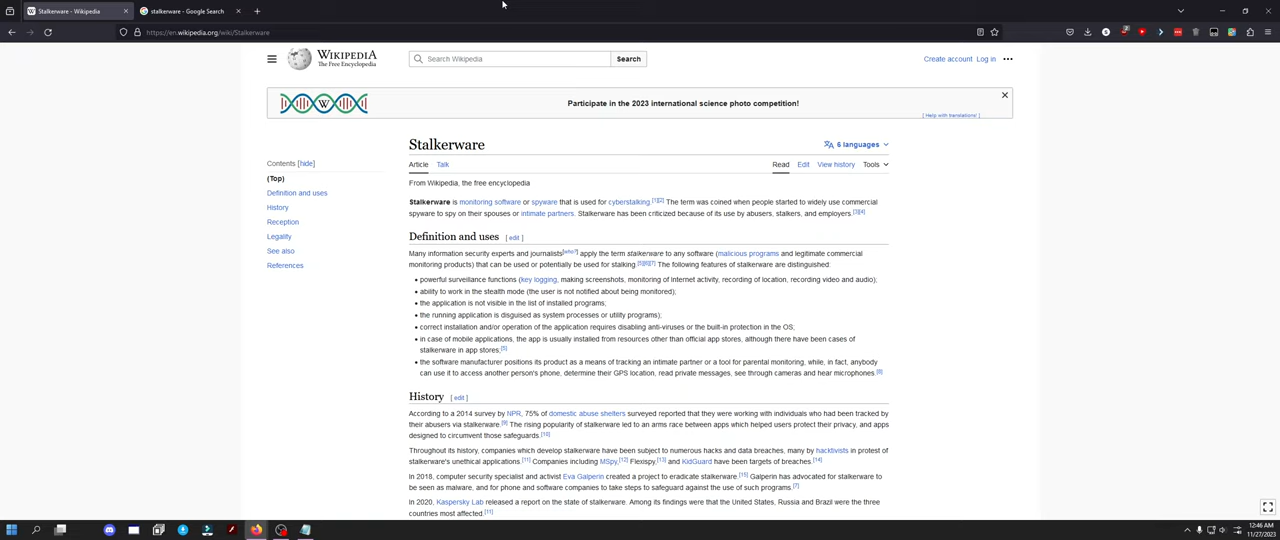 Stalkerware - Wikipedia
stalkerware - Google Search
https://en.wikipedia.org/wiki/Stalkerware
WIKIPEDIA
The Free Encyclopedia
Search Wikipedia
Search
Create account Log in
W
Participate in the 2023 international science photo competition!
[ Help with translations! ]
Contents [hide]
(Top)
Definition and uses
History
Reception
Legality
See also
References
Stalkerware
6 languages
Article Talk
Read Edit View history Tools
From Wikipedia, the free encyclopedia
Stalkerware is monitoring software or spyware that is used for cyberstalking.[1][2] The term was coined when people started to widely use commercial
spyware to spy on their spouses or intimate partners. Stalkerware has been criticized because of its use by abusers, stalkers, and employers.[3][4]
Definition and uses [ edit ]
Many information security experts and journalists[who?] apply the term stalkerware to any software (malicious programs and legitimate commercial
monitoring products) that can be used or potentially be used for stalking.[5][6][7] The following features of stalkerware are distinguished:
• powerful surveillance functions (key logging, making screenshots, monitoring of Internet activity, recording of location, recording video and audio);
• ability to work in the stealth mode (the user is not notified about being monitored);
• the application is not visible in the list of installed programs;
• the running application is disguised as system processes or utility programs);
• correct installation and/or operation of the application requires disabling anti-viruses or the built-in protection in the OS;
• in case of mobile applications, the app is usually installed from resources other than official app stores, although there have been cases of
stalkerware in app stores.[5]
• the software manufacturer positions its product as a means of tracking an intimate partner or a tool for parental monitoring, while, in fact, anybody
can use it to access another person's phone, determine their GPS location, read private messages, see through cameras and hear microphones.[8]
History [ edit ]
According to a 2014 survey by NPR, 75% of domestic abuse shelters surveyed reported that they were working with individuals who had been tracked by
their abusers via stalkerware.[9] The rising popularity of stalkerware led to an arms race between apps which helped users protect their privacy, and apps
designed to circumvent those safeguards.[10]
Throughout its history, companies which develop stalkerware have been subject to numerous hacks and data breaches, many by hacktivists in protest of
stalkerware's unethical applications.[11] Companies including MSpy,[12] Flexispy,[13] and KidGuard have been targets of breaches.[14]
In 2018, computer security specialist and activist Eva Galperin created a project to eradicate stalkerware.[15] Galperin has advocated for stalkerware to
be seen as malware, and for phone and software companies to take steps to safeguard against the use of such programs.[7]
In 2020, Kaspersky Lab released a report on the state of stalkerware. Among its findings were that the United States, Russia and Brazil were the three
countries most affected.[11]
12:46 AM
11/27/2023